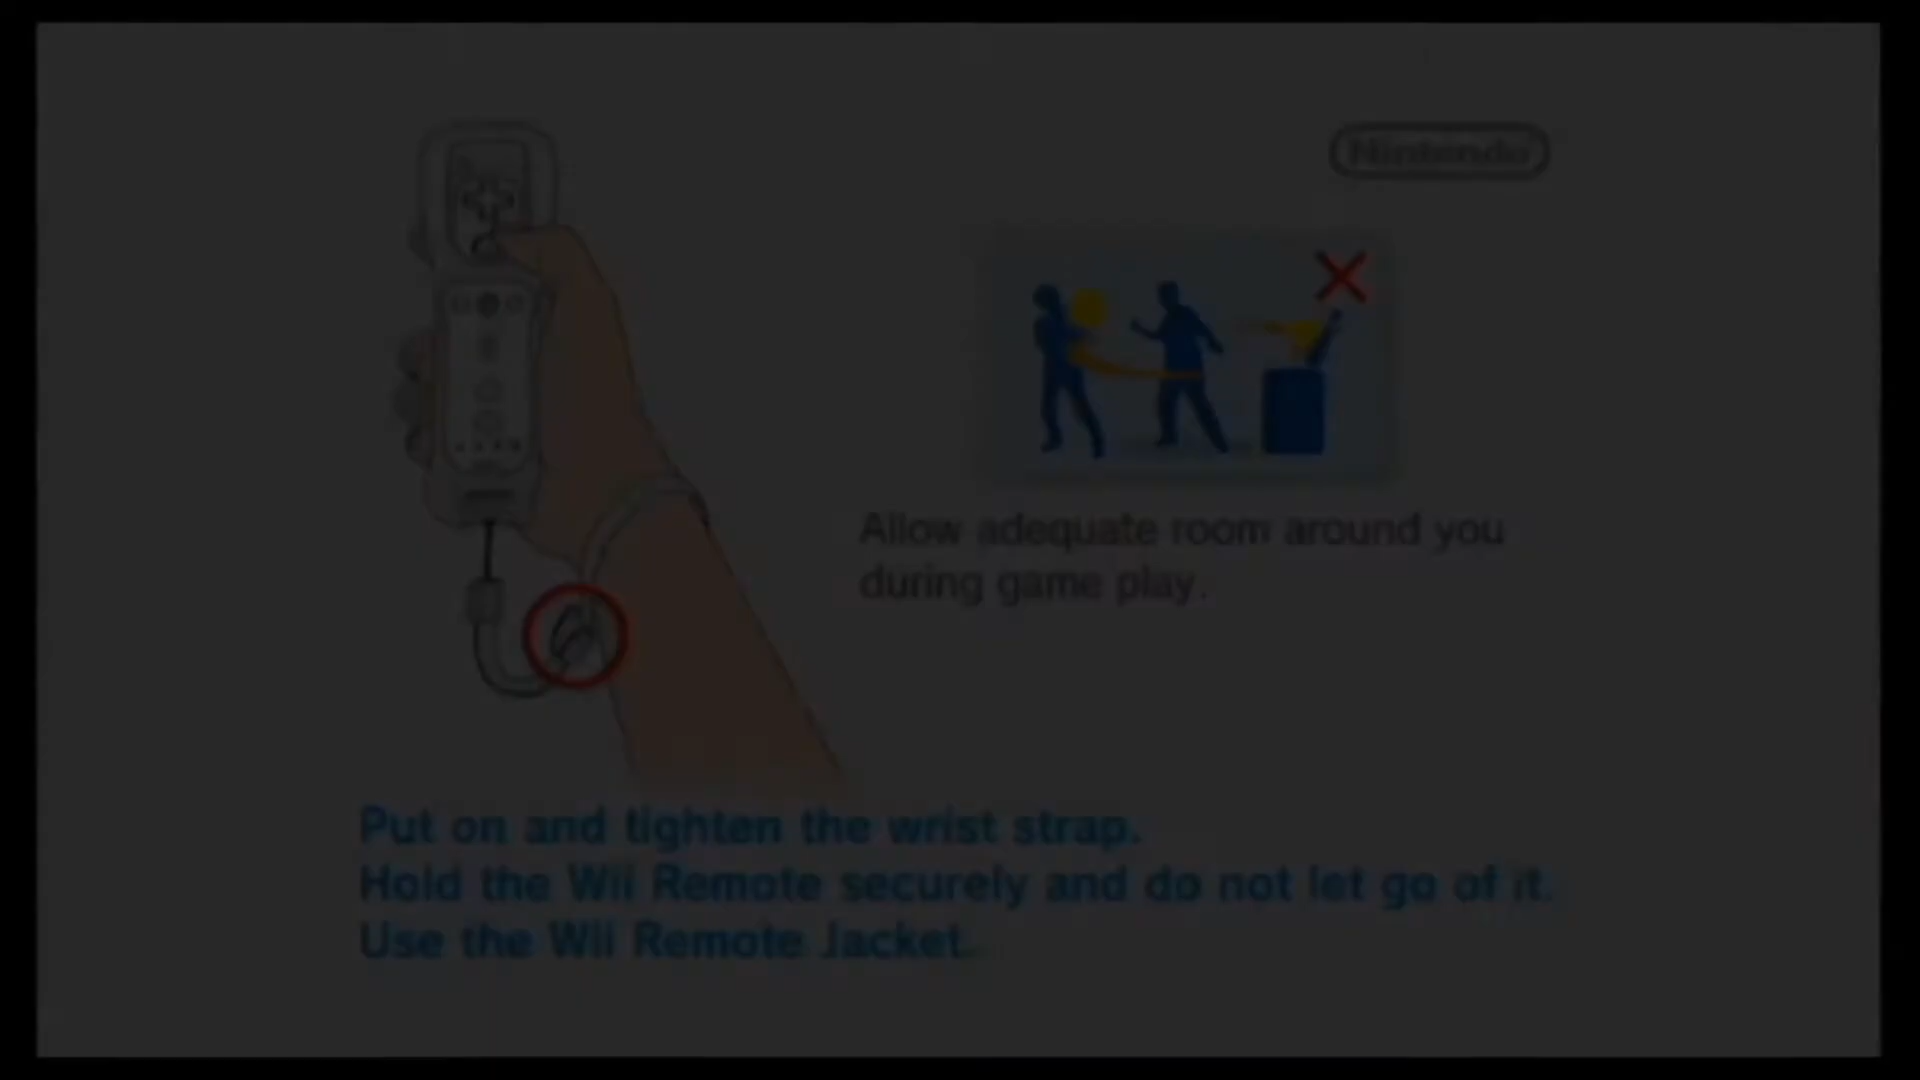 Nintendo
Allow adequate room around you
during game play.
Put on and tighten the wrist strap.
Hold the Wii Remote securely and do not let go of it.
Use the Wii Remote Jacket.